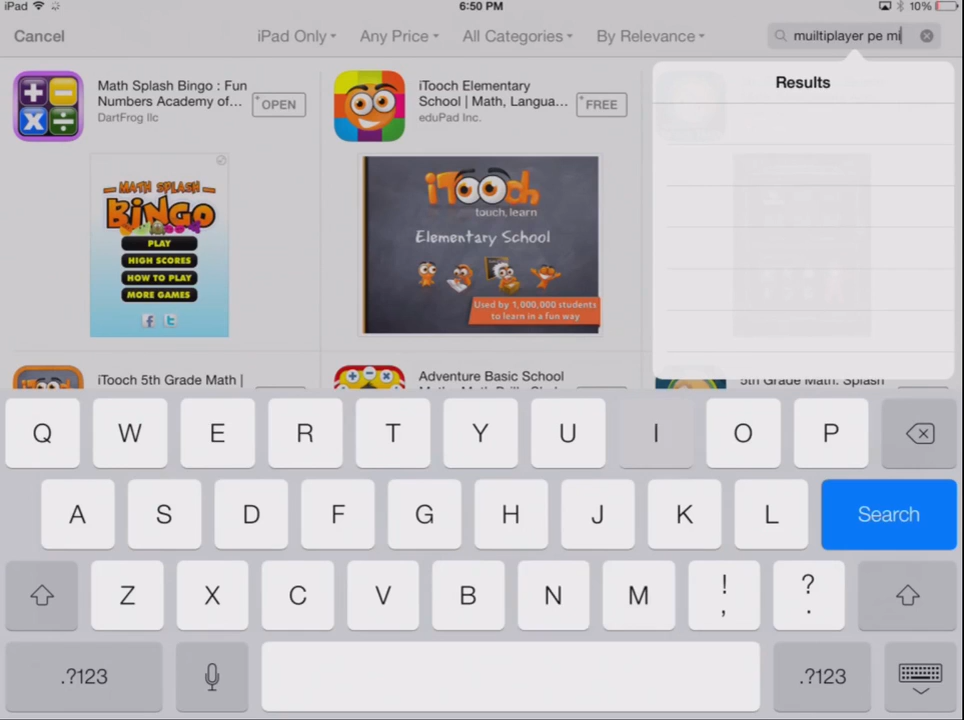 iPad 6:50 PM 10%
Cancel iPad Only All Categories Any Price By Relevance muiltiplayer pe mi
Results
Math Splash Bingo : Fun
Numbers Academy of...
DartFrog llc
OPEN
iTooch Elementary
School | Math, Langua...
eduPad Inc.
FREE
MATH SPLASH
BINGO
PLAY
HIGH SCORES
HOW TO PLAY
MORE GAMES
iTooch
touch, learn
Elementary School
Used by 1,000,000 students
to learn in a fun way
iTooch 5th Grade Math |
Adventure Basic School
5th Grade Math: Splash
Q W E R T Y U I O P
A S D F G H J K L Search
Z X C V B N M ! , ? .
.?123 .?123